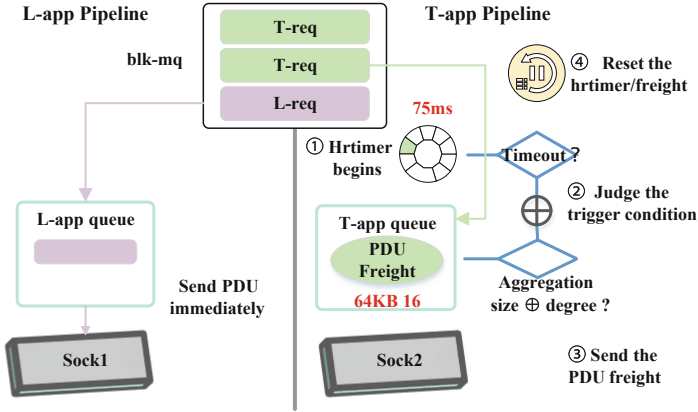 L-app Pipeline
T-app Pipeline
blk-mq
T-req
T-req
L-req
④ Reset the
hrtimer/freight
75ms
① Hrtimer
begins
Timeout ?
② Judge the
trigger condition
L-app queue
T-app queue
PDU
Freight
64KB 16
Send PDU
immediately
Aggregation
size ⊕ degree ?
Sock1
Sock2
③ Send the
PDU freight